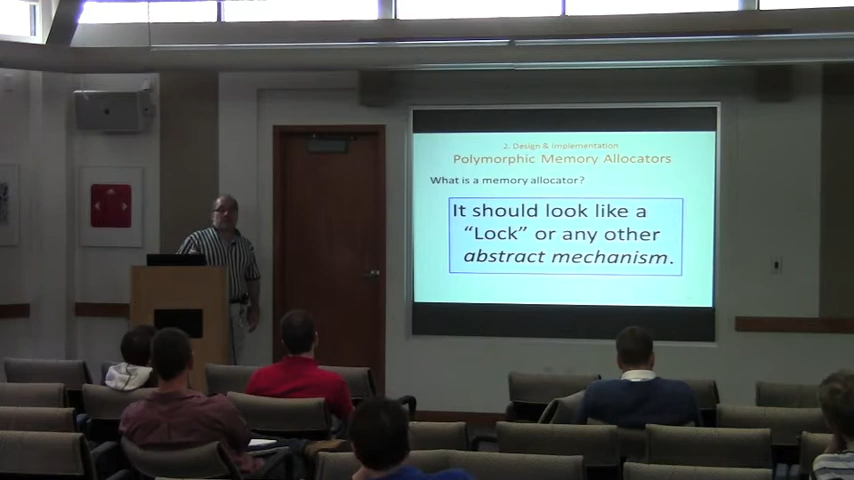 2. Design & Implementation
Polymorphic Memory Allocators
What is a memory allocator?
It should look like a
“Lock” or any other
abstract mechanism.